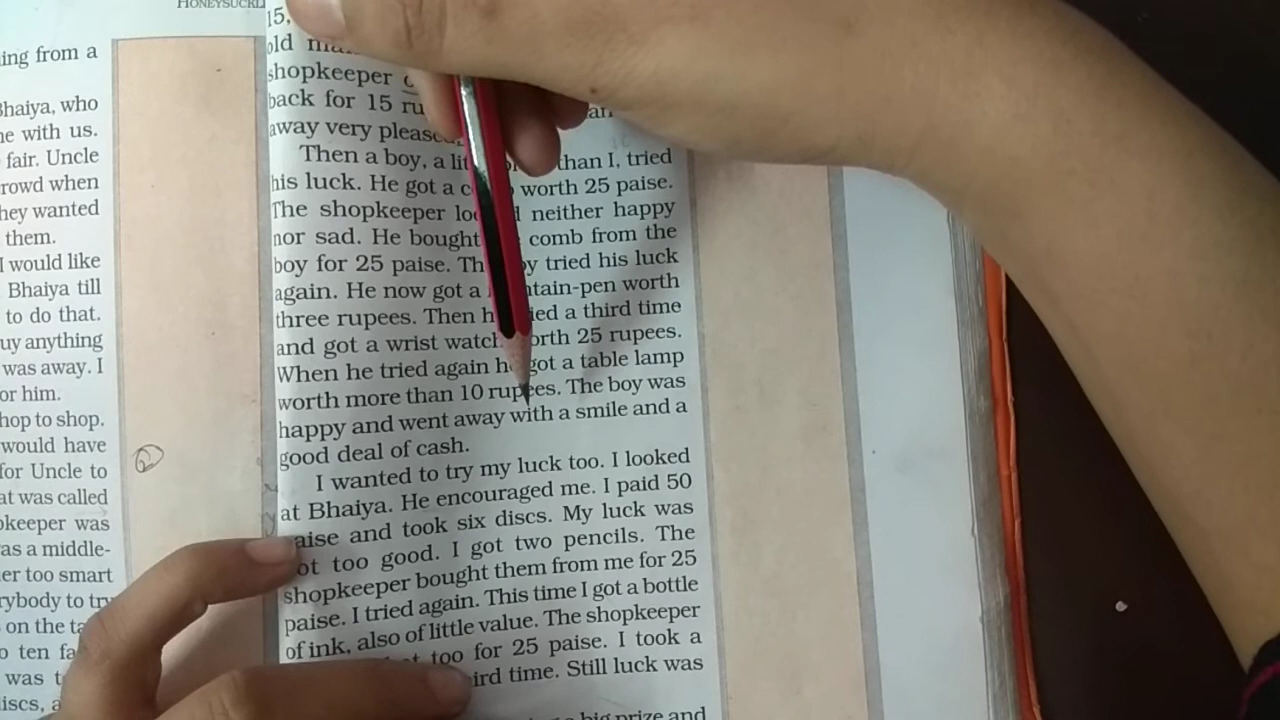 HONEYSUCKL
ing from a
Bhaiya, who
ne with us.
fair. Uncle
rowd when
hey wanted
them.
I would like
Bhaiya till
to do that.
uy anything
was away. I
or him.
hop to shop.
would have
for Uncle to
at was called
pkeeper was
as a middle-
er too smart
rybody to try
on the ta
o ten fa
was t
iscs, a
15,
old
shopkeeper
back for 15 ru
away very please
Then a boy, a lit than I, tried
his luck. He got a c worth 25 paise.
The shopkeeper lo neither happy
nor sad. He bought comb from the
boy for 25 paise. Th y tried his luck
again. He now got a ntain-pen worth
three rupees. Then h ied a third time
and got a wrist watch worth 25 rupees.
When he tried again he got a table lamp
worth more than 10 rupees. The boy was
happy and went away with a smile and a
good deal of cash.
I wanted to try my luck too. I looked
at Bhaiya. He encouraged me. I paid 50
aise and took six discs. My luck was
ot too good. I got two pencils. The
shopkeeper bought them from me for 25
paise. I tried again. This time I got a bottle
of ink, also of little value. The shopkeeper
too for 25 paise. I took a
ird time. Still luck was
big prize and